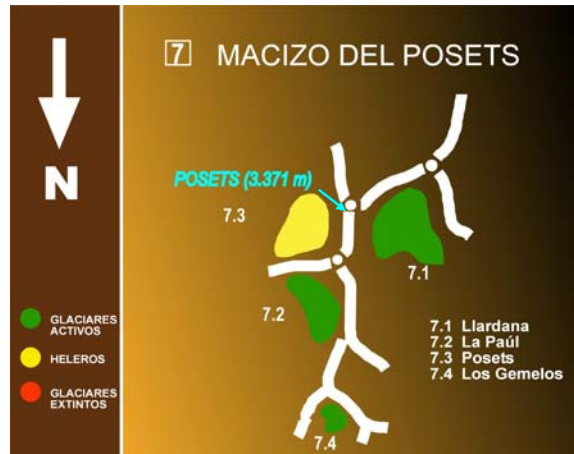 7 MACIZO DEL POSETS
N
POSETS (3.371 m)
7.3
7.1
7.2
7.4
GLACIARES
ACTIVOS
HELEROS
GLACIARES
EXTINTOS
7.1 Llardana
7.2 La Paúl
7.3 Posets
7.4 Los Gemelos